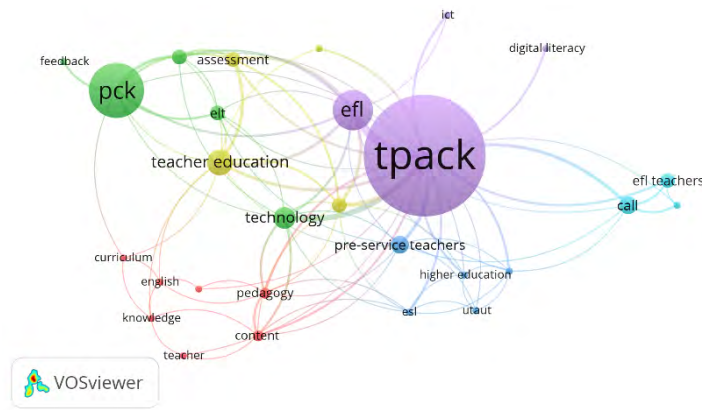 ict
digital literacy
feedback
assessment
pck
efl
elt
tpack
teacher education
efl teachers
call
technology
pre-service teachers
curriculum
higher education
english
pedagogy
knowledge
esl
utaut
content
teacher
VOSviewer